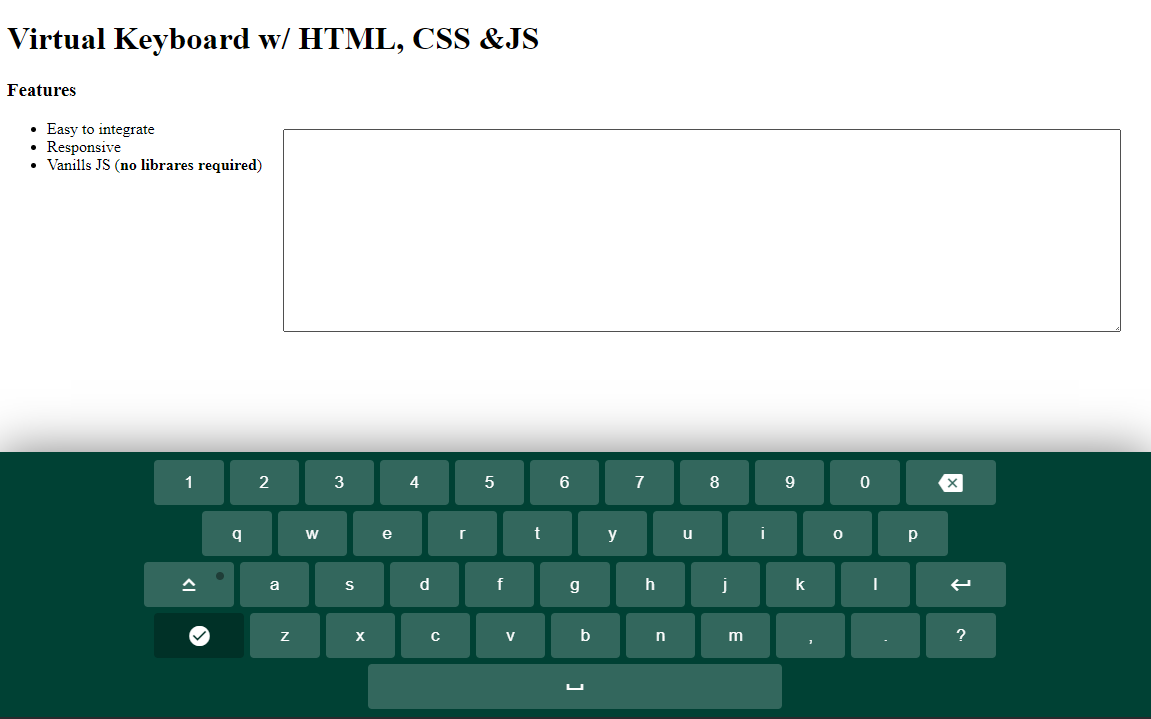 Virtual Keyboard w/ HTML, CSS &JS
Features
Easy to integrate
Responsive
Vanills JS (no librares required)
1 2 3 4 5 6 7 8 9 0
q w e r t y u i o p
a s d f g h j k l
z x c v b n m , . ?